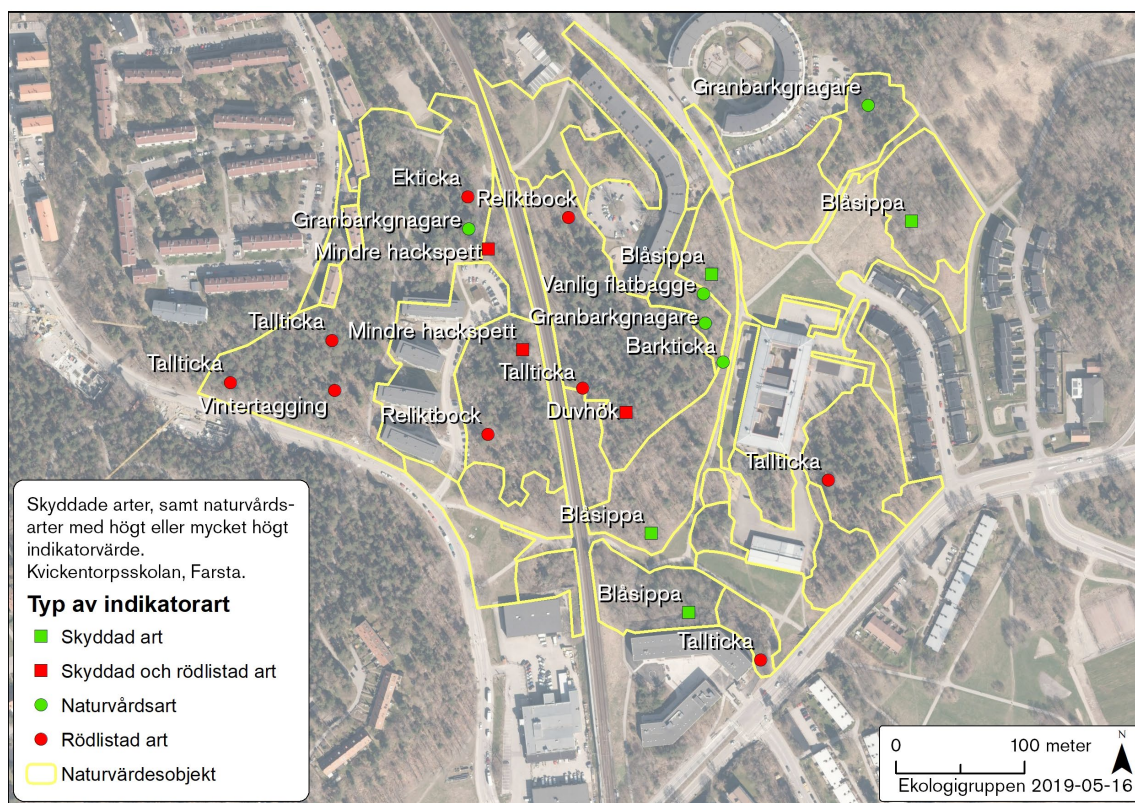 Granbarkgnagare
Ekticka
Reliktbock
Granbarkgnagare
Blåsippa
Mindre hackspett
Blåsippa
Vanlig flatbagge
Granbarkgnagare
Tallticka
Mindre hackspett
Barkticka
Tallticka
Tallticka
Vintertagging
Reliktbock
Duvhök
Tallticka
Blåsippa
Blåsippa
Tallticka
Skyddade arter, samt naturvårds-
arter med högt eller mycket högt
indikatorvärde.
Kvickentorpsskolan, Farsta.
Typ av indikatorart
Skyddad art
Skyddad och rödlistad art
Naturvårdsart
Rödlistad art
Naturvärdesobjekt
N
0 100 meter
Ekologigruppen 2019-05-16